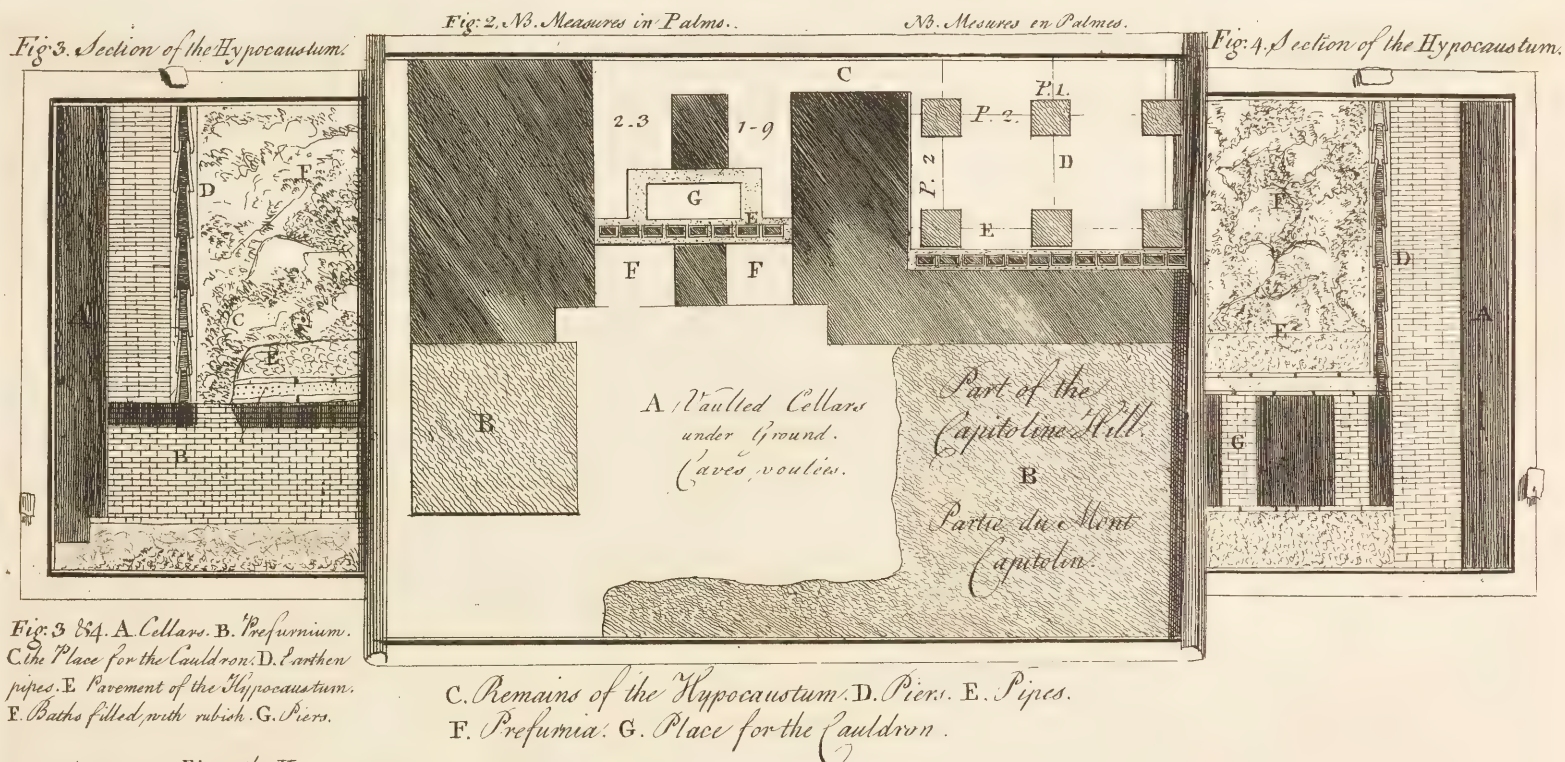 Fig: 2. NB. Measures in Palms.. NB. Mesures en Palmes.
Fig 3. Section of the Hypocaustum.
Fig: 4. Section of the Hypocaustum.
C
P. 1.
2.3
1-9
P. 2.
D
P. 2
G
E
E
F
F
D
F
A
C
E
B
F
F
F
D
A
G
A Vaulted Cellars
under Ground.
Caves voutées.
B
Part of the
Capitoline Hill.
B
Partie du Mont
Capitolin.
Fig: 3 & 4. A. Cellars. B. Prefurnium.
C. the Place for the Cauldron. D. Earthen
pipes. E Pavement of the Hypocaustum.
F. Baths filled with rubish. G. Piers.
C. Remains of the Hypocaustum. D. Piers. E. Pipes.
F. Prefurnia. G. Place for the Cauldron.